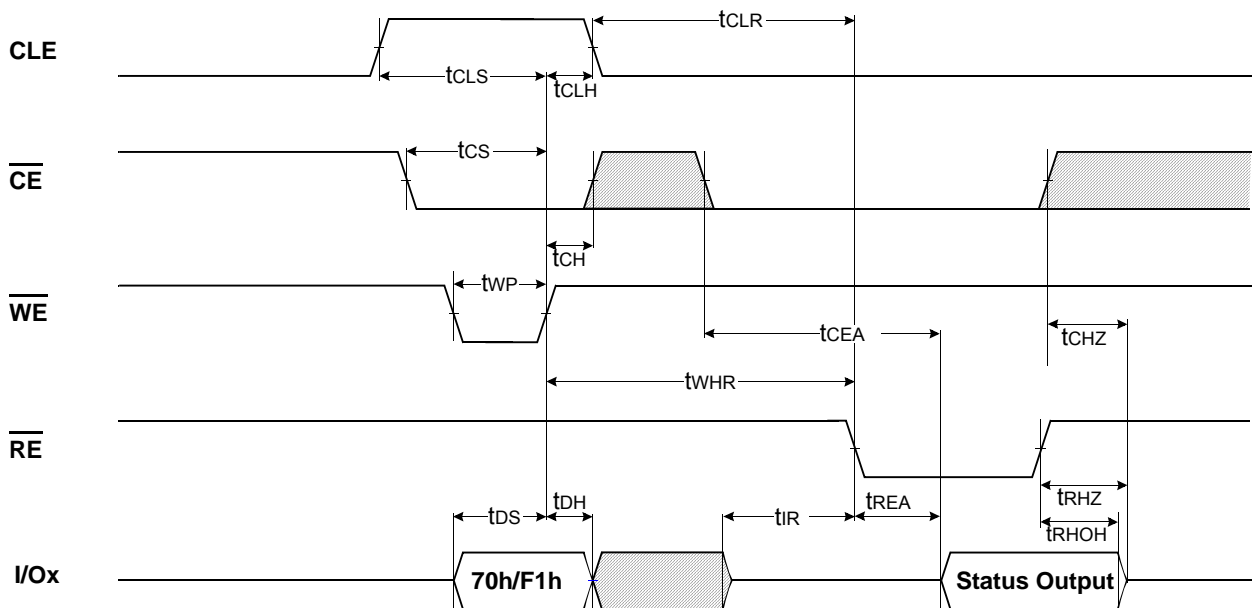 CLE
tCLR
tCLS
tCLH
CE
tCS
tCH
WE
tWP
tCEA
tCHZ
tWHR
RE
tDS
tDH
tIR
tREA
tRHZ
tRHOH
I/Ox
70h/F1h
Status Output